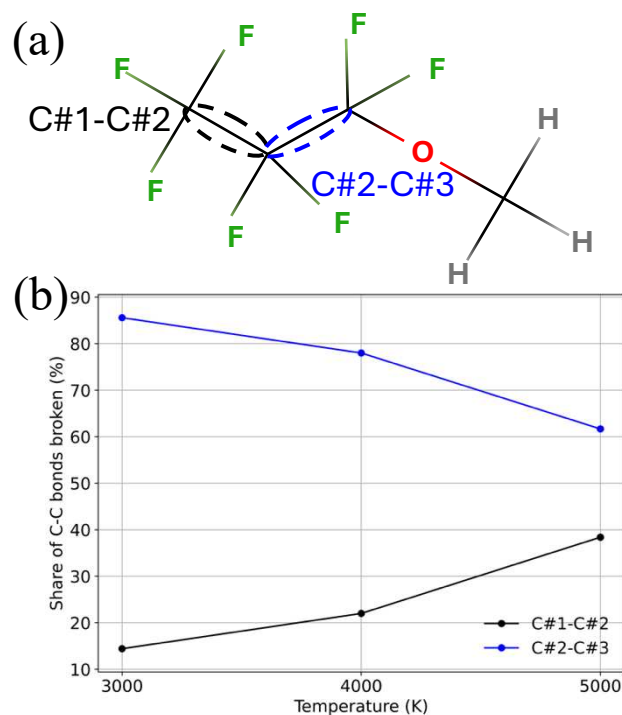 (a)
F
F
F
F
C#1-C#2
H
O
F
C#2-C#3
F
F
H
H
(b)
90
80
70
60
50
40
30
20
10
Share of C-C bonds broken (%)
C#1-C#2
C#2-C#3
3000
4000
5000
Temperature (K)